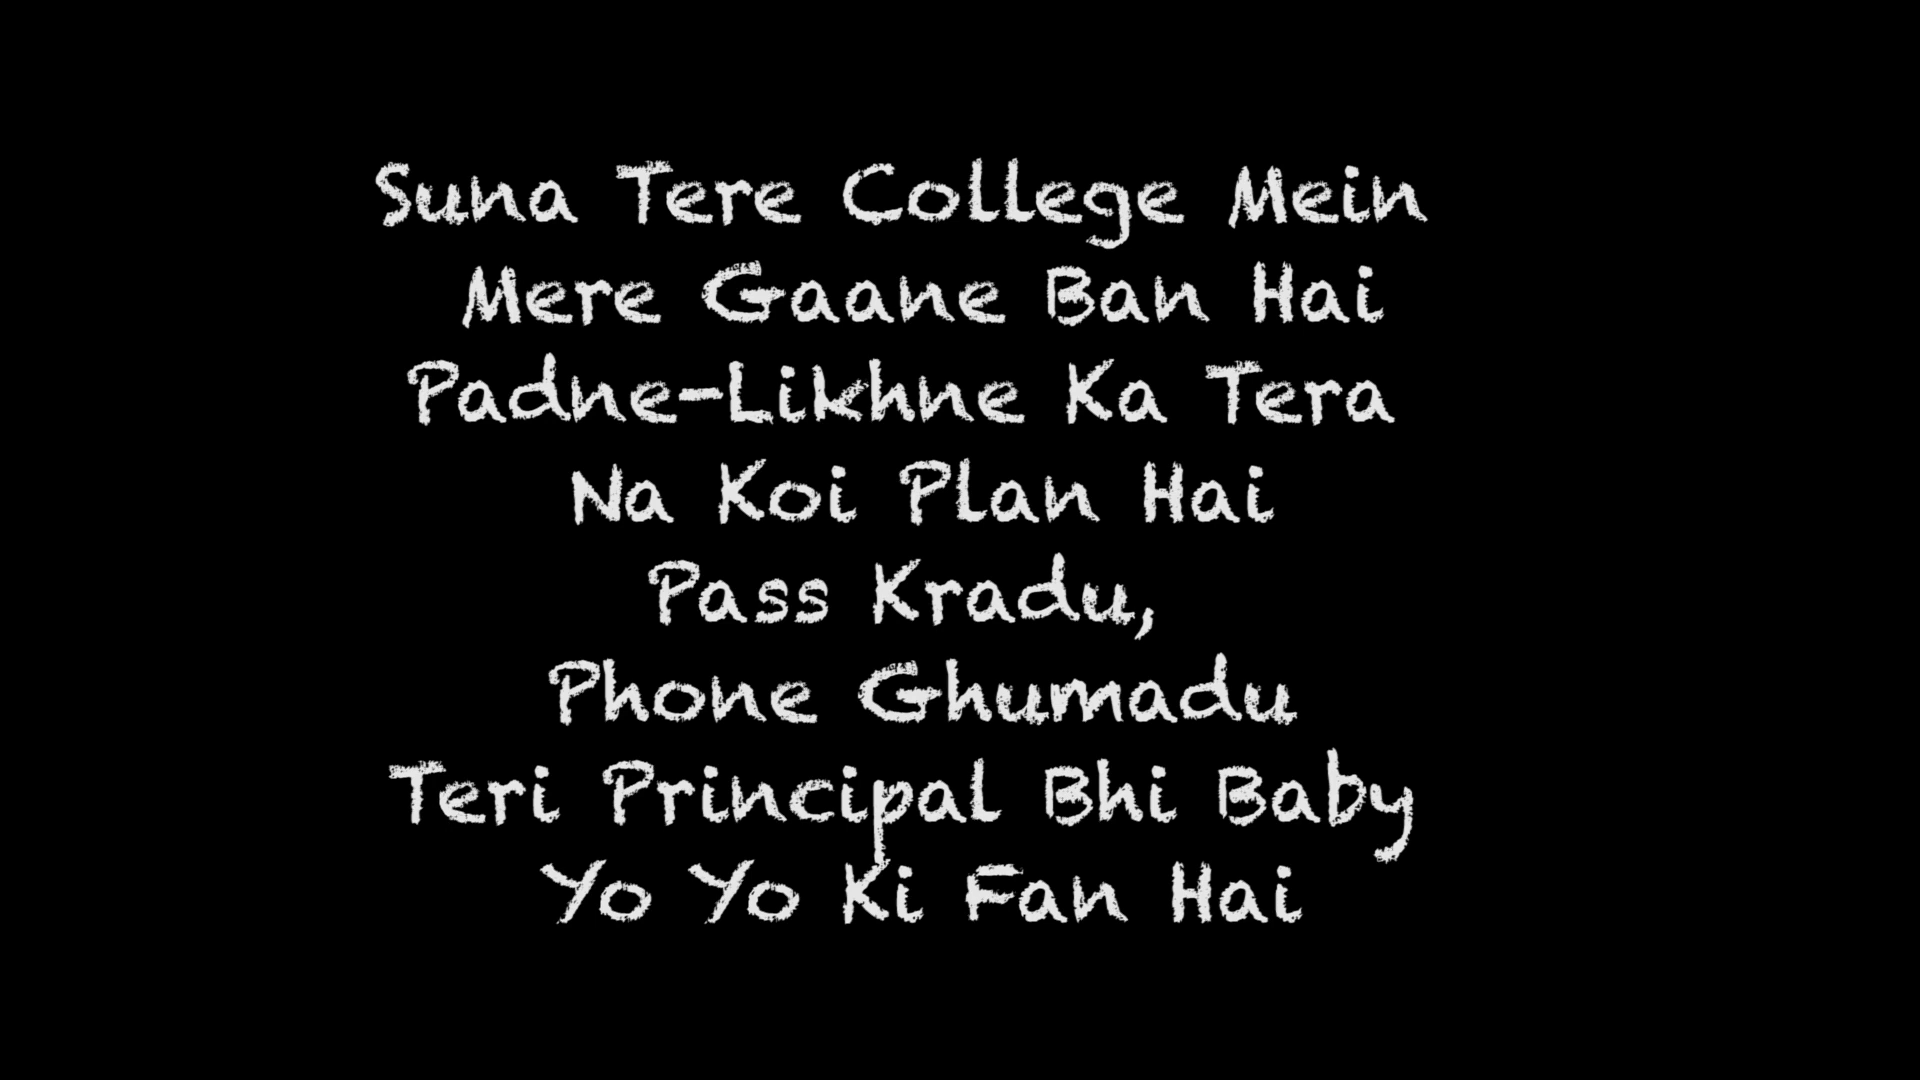 Suna Tere College Mein
Mere Gaane Ban Hai
Padne-Likhne Ka Tera
Na Koi Plan Hai
Pass Kradu,
Phone Ghumadu
Teri Principal Bhi Baby
Yo Yo Ki Fan Hai